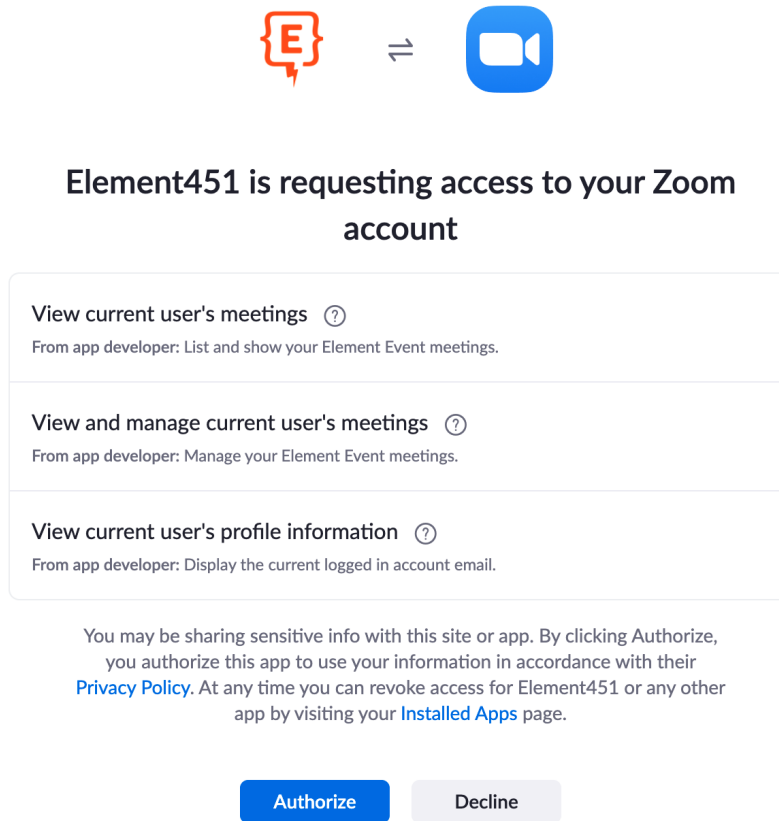 E
Element451 is requesting access to your Zoom
account
View current user's meetings ?
From app developer: List and show your Element Event meetings.
View and manage current user's meetings ?
From app developer: Manage your Element Event meetings.
View current user's profile information ?
From app developer: Display the current logged in account email.
You may be sharing sensitive info with this site or app. By clicking Authorize,
you authorize this app to use your information in accordance with their
Privacy Policy. At any time you can revoke access for Element451 or any other
app by visiting your Installed Apps page.
Authorize Decline